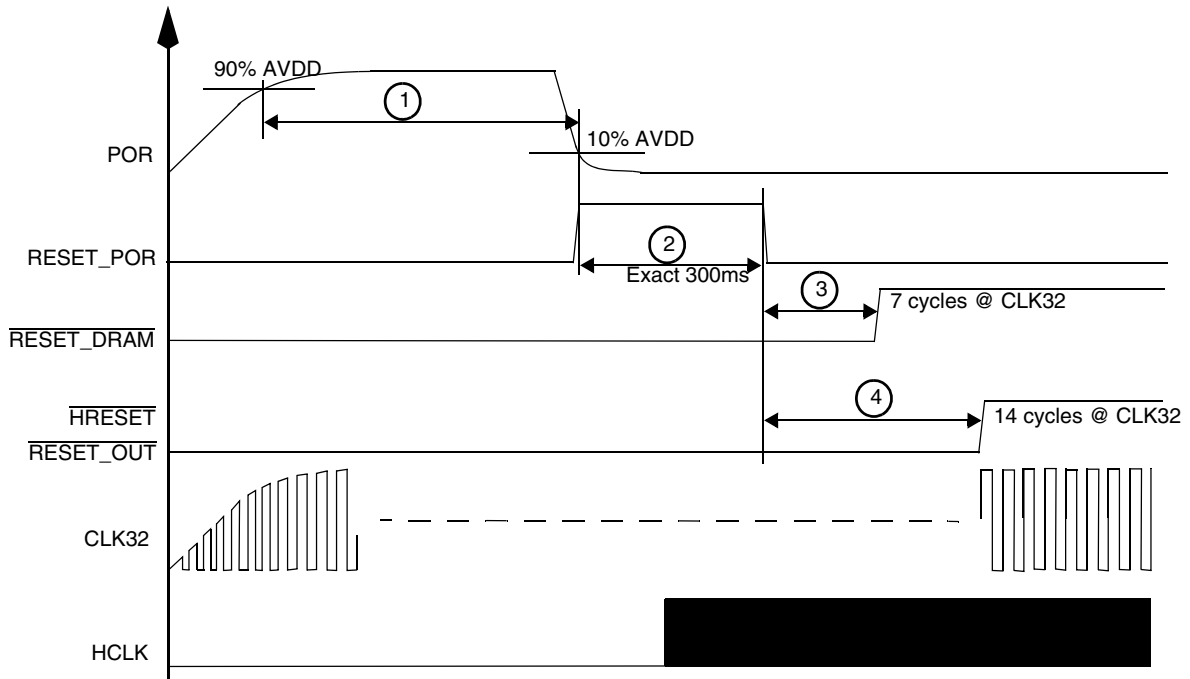 90% AVDD
1
10% AVDD
POR
2
Exact 300ms
RESET_POR
3
7 cycles @ CLK32
RESET_DRAM
4
14 cycles @ CLK32
HRESET
RESET_OUT
CLK32
HCLK